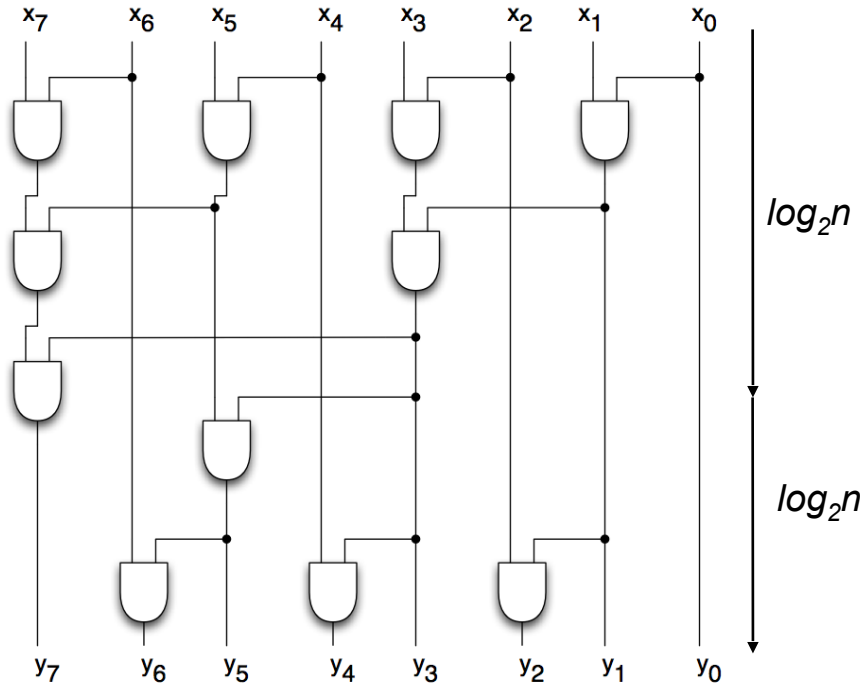 x₇ x₆ x₅ x₄ x₃ x₂ x₁ x₀
log₂n
log₂n
y₇ y₆ y₅ y₄ y₃ y₂ y₁ y₀